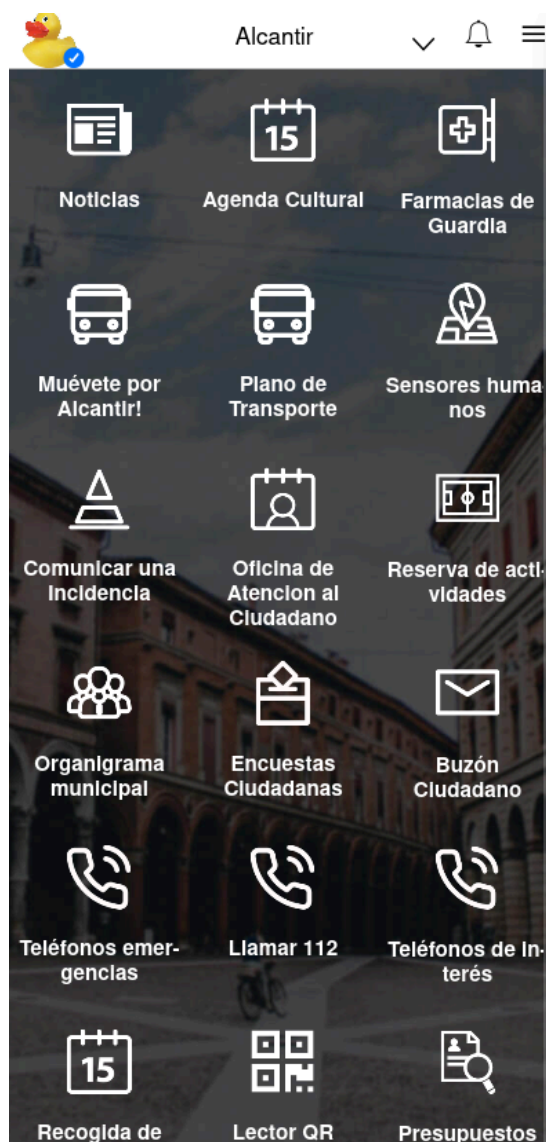 Alcantir
15
Noticias
Agenda Cultural
Farmacias de
Guardia
Muévete por
Alcantir!
Plano de
Transporte
Sensores huma
nos
Comunicar una
incidencia
Oficina de
Atencion al
Ciudadano
Reserva de acti-
vidades
Organigrama
municipal
Encuestas
Ciudadanas
Buzón
Ciudadano
Teléfonos emer-
gencias
Llamar 112
Teléfonos de in-
terés
15
Recogida de
Lector QR
Presupuestos